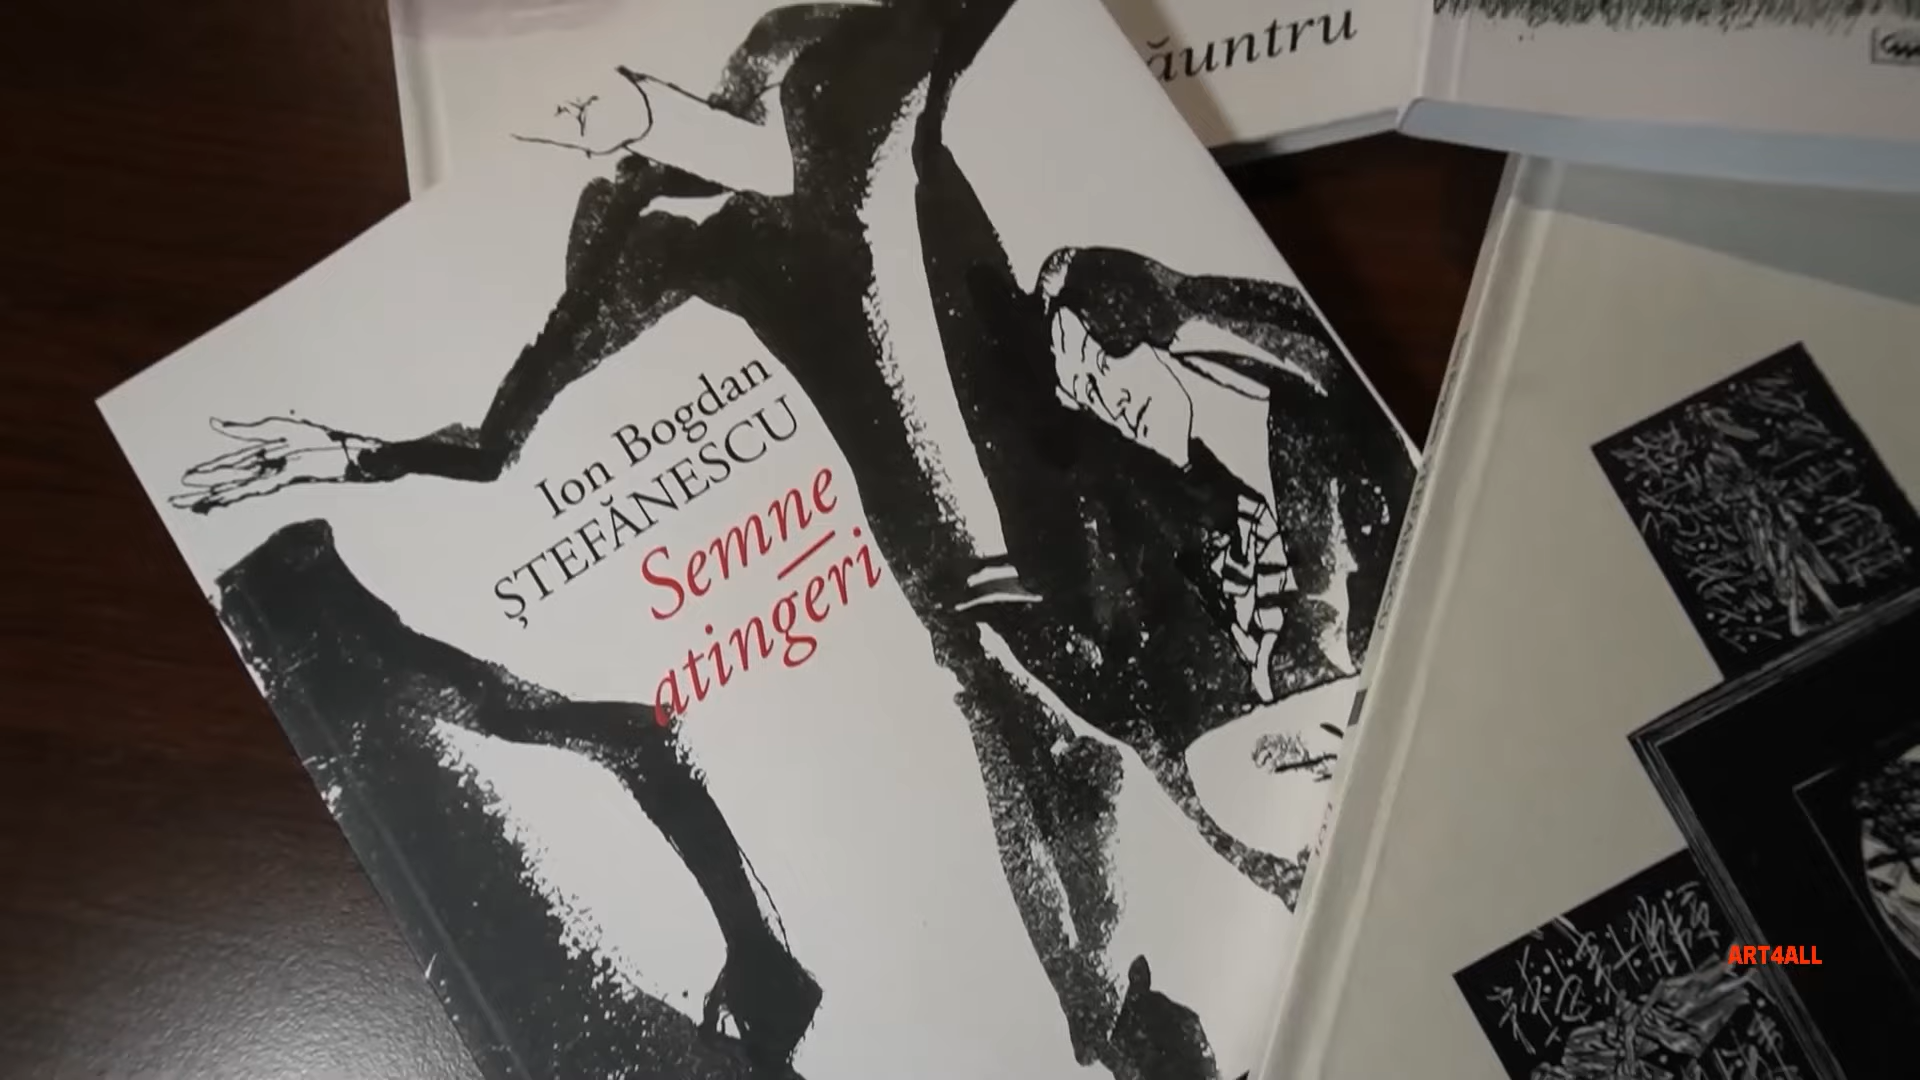 ăuntru
Ion Bogdan
ȘTEFĂNESCU
Semne
atingeri
ART4ALL